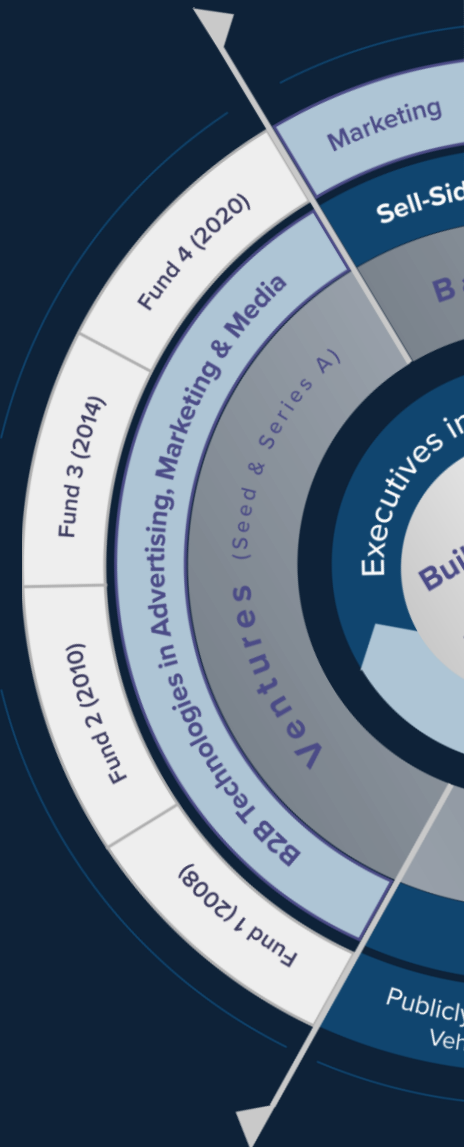 Marketing
Sell-Sid
B
Fund 4 (2020)
Fund 3 (2014)
Fund 2 (2010)
Fund 1 (2008)
B2B Technologies in Advertising, Marketing & Media
Ventures (Seed & Series A)
Executives in
Buil
Publicly
Veh